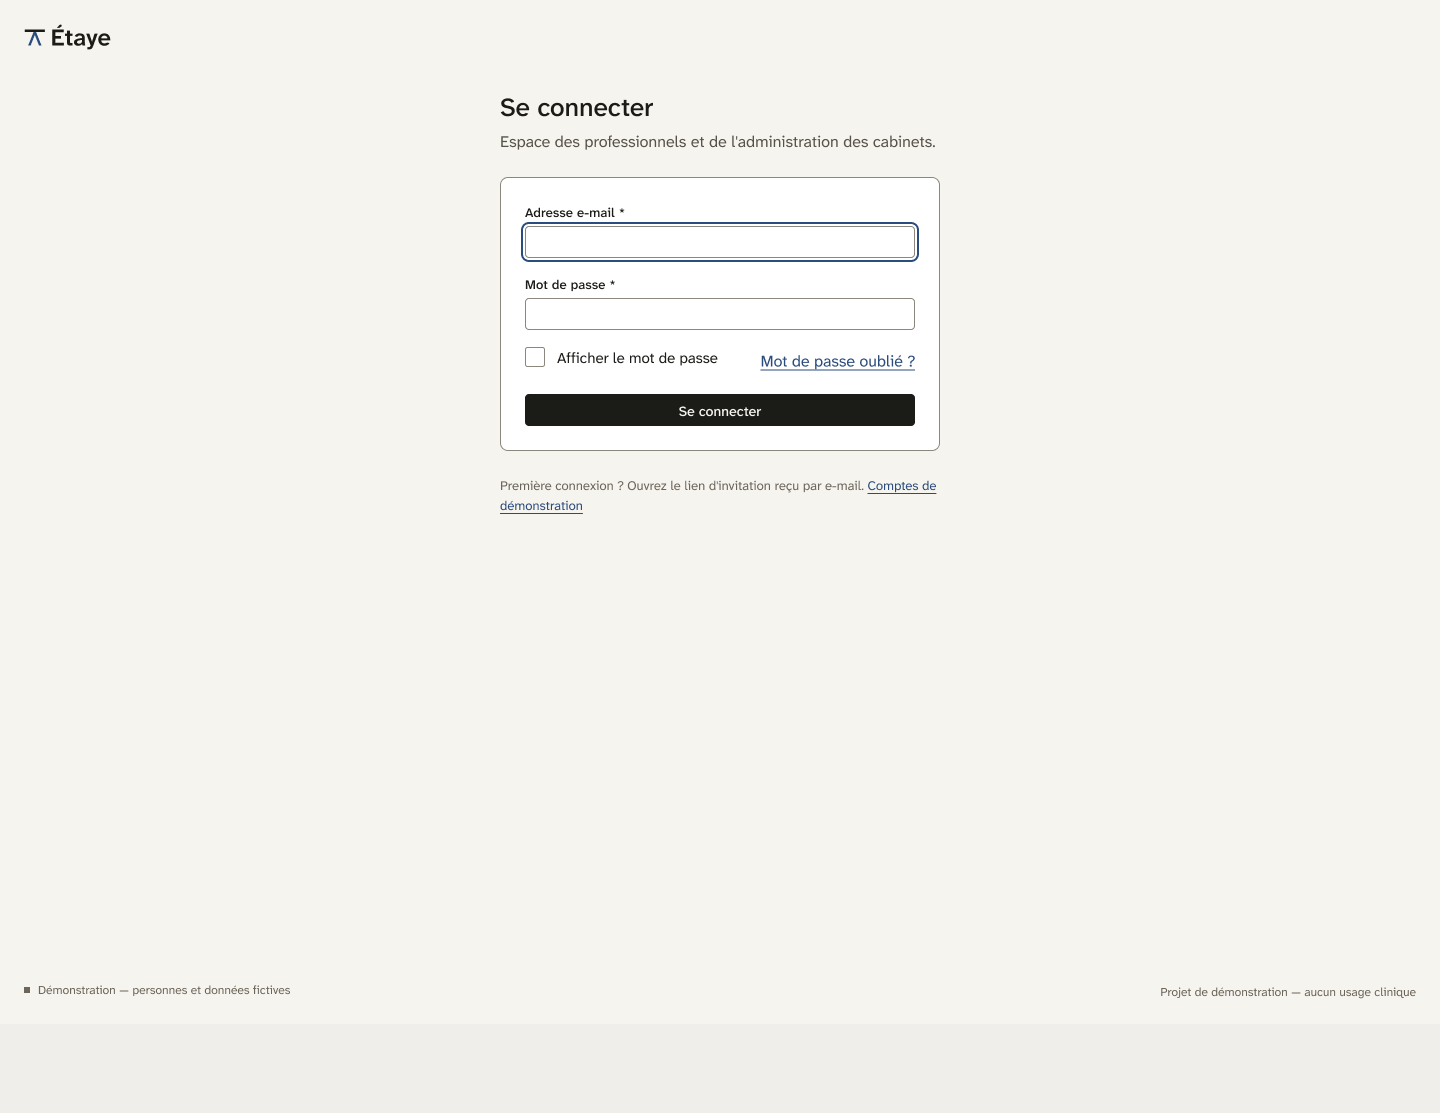 Étaye
Se connecter
Espace des professionnels et de l'administration des cabinets.
Adresse e-mail *
Mot de passe *
Afficher le mot de passe
Mot de passe oublié ?
Se connecter
Première connexion ? Ouvrez le lien d'invitation reçu par e-mail. Comptes de
démonstration
Démonstration — personnes et données fictives
Projet de démonstration — aucun usage clinique